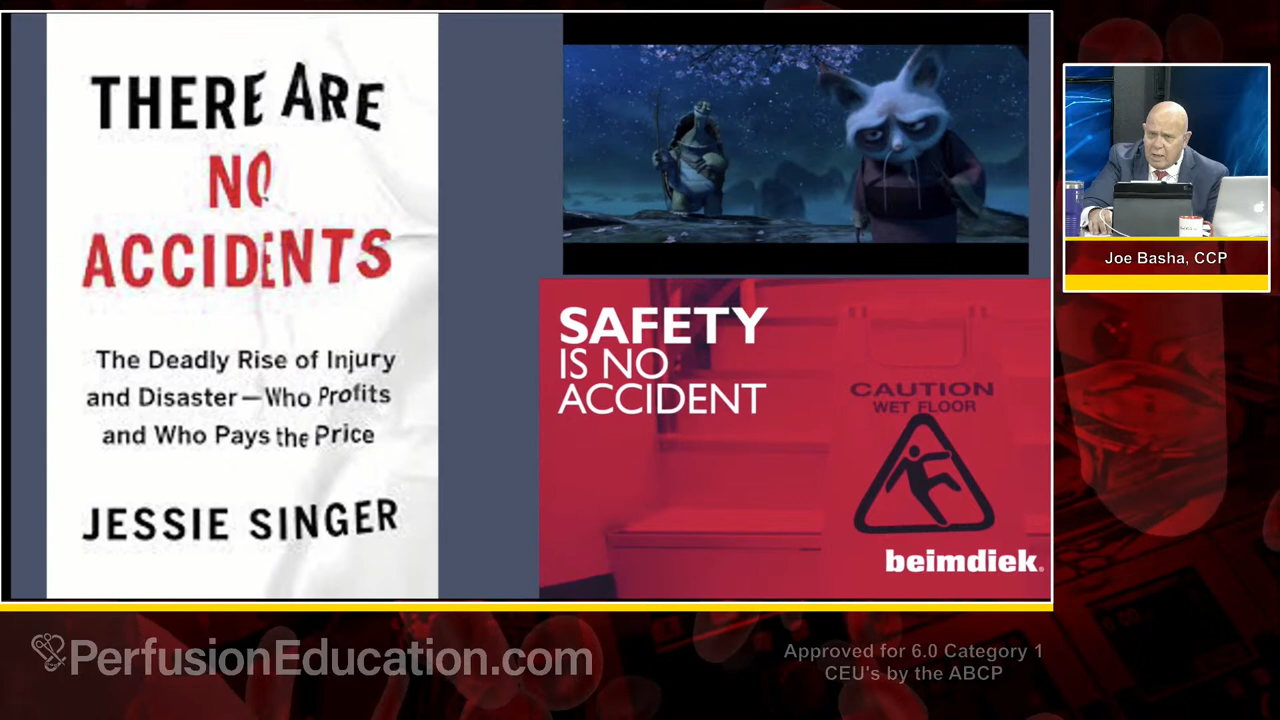 THERE ARE
NO
ACCIDENTS
The Deadly Rise of Injury
and Disaster—Who Profits
and Who Pays the Price
JESSIE SINGER
SAFETY
IS NO
ACCIDENT
CAUTION
WET FLOOR
beimdiek.
Joe Basha, CCP
PerfusionEducation.com
Approved for 6.0 Category 1
CEU's by the ABCP